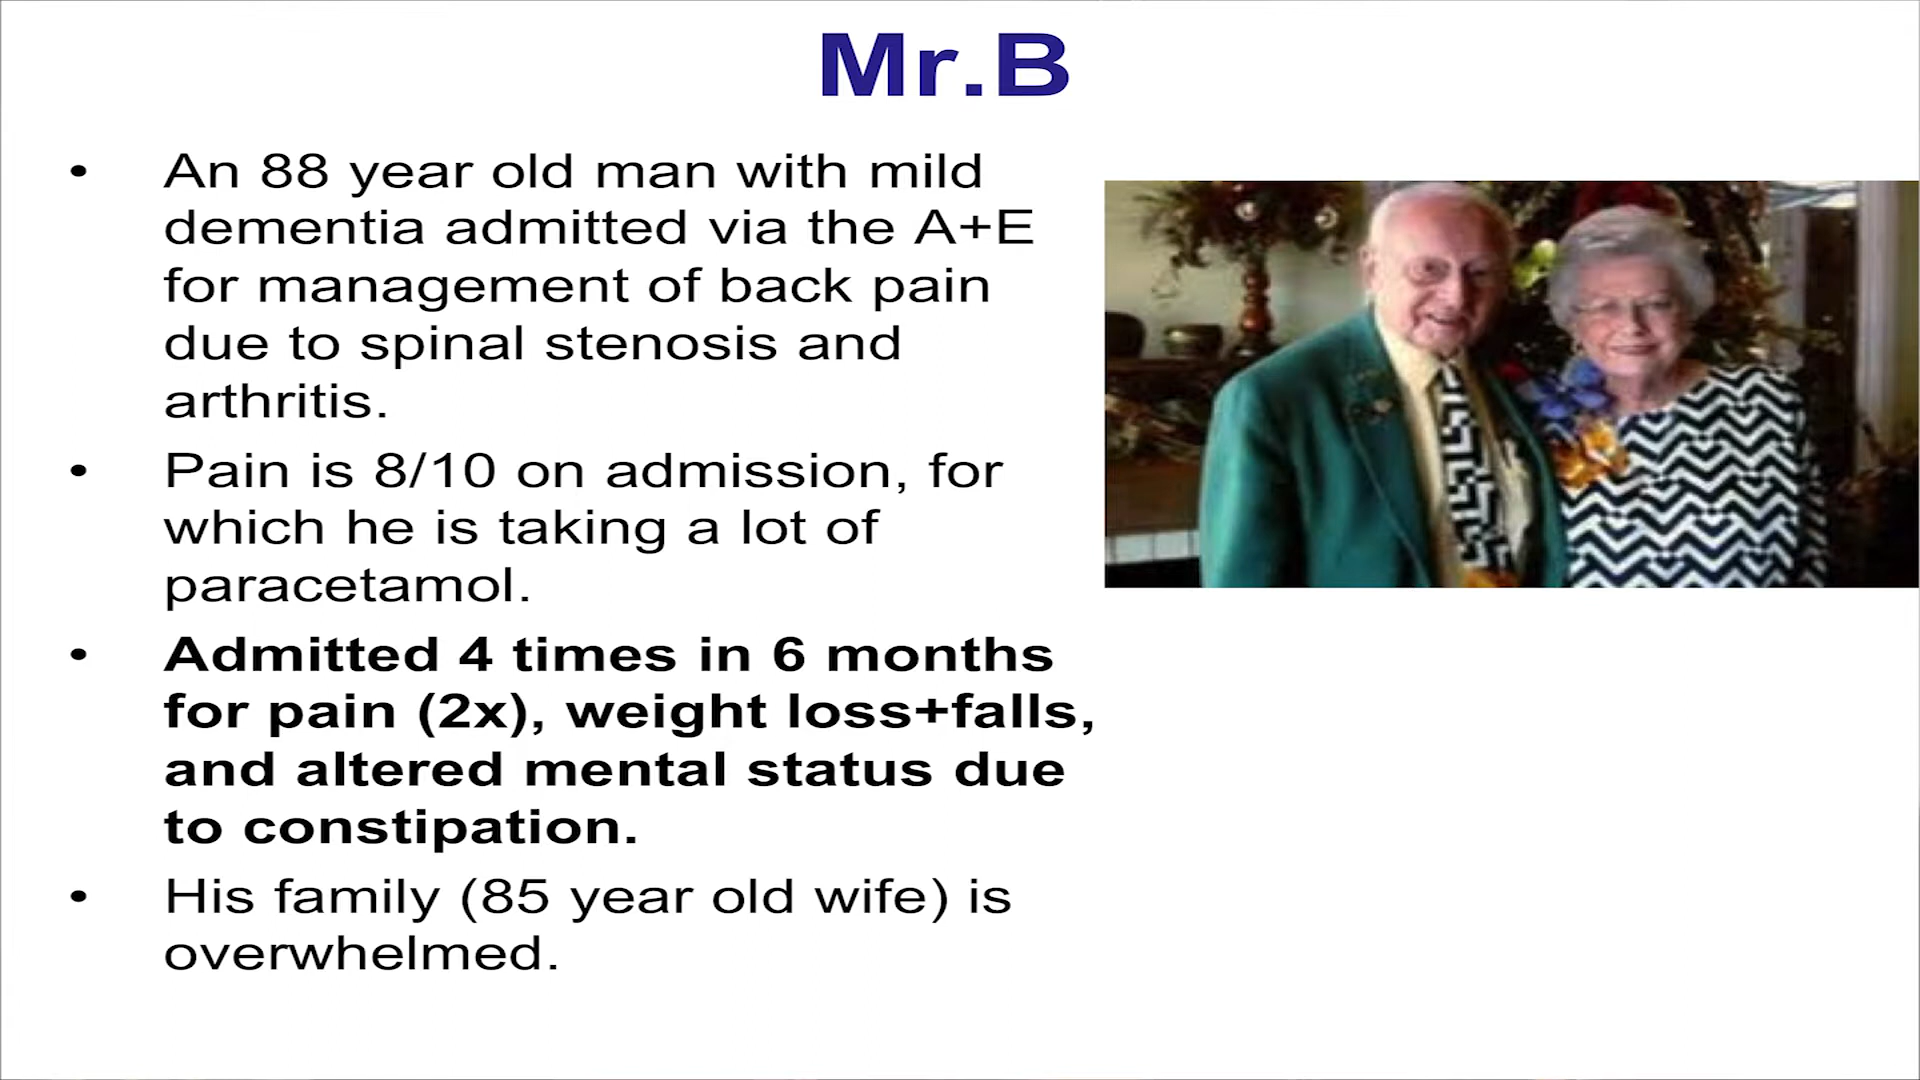 Mr.B
• An 88 year old man with mild
dementia admitted via the A+E
for management of back pain
due to spinal stenosis and
arthritis.
• Pain is 8/10 on admission, for
which he is taking a lot of
paracetamol.
• Admitted 4 times in 6 months
for pain (2x), weight loss+falls,
and altered mental status due
to constipation.
• His family (85 year old wife) is
overwhelmed.